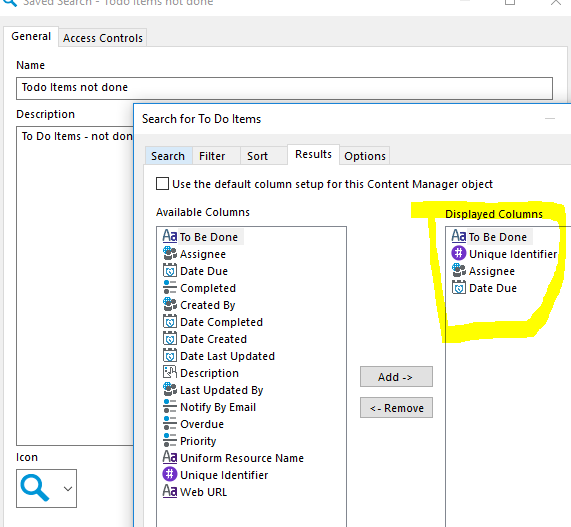 Saved Search - Todo Items not done
General
Access Controls
Name
Todo Items not done
Description
To Do Items - not don
Search for To Do Items
Search
Filter
Sort
Results
Options
Use the default column setup for this Content Manager object
Available Columns
To Be Done
Assignee
Date Due
Completed
Created By
Date Completed
Date Created
Date Last Updated
Description
Last Updated By
Notify By Email
Overdue
Priority
Uniform Resource Name
Unique Identifier
Web URL
Add ->
<- Remove
Displayed Columns
To Be Done
Unique Identifier
Assignee
Date Due
Icon